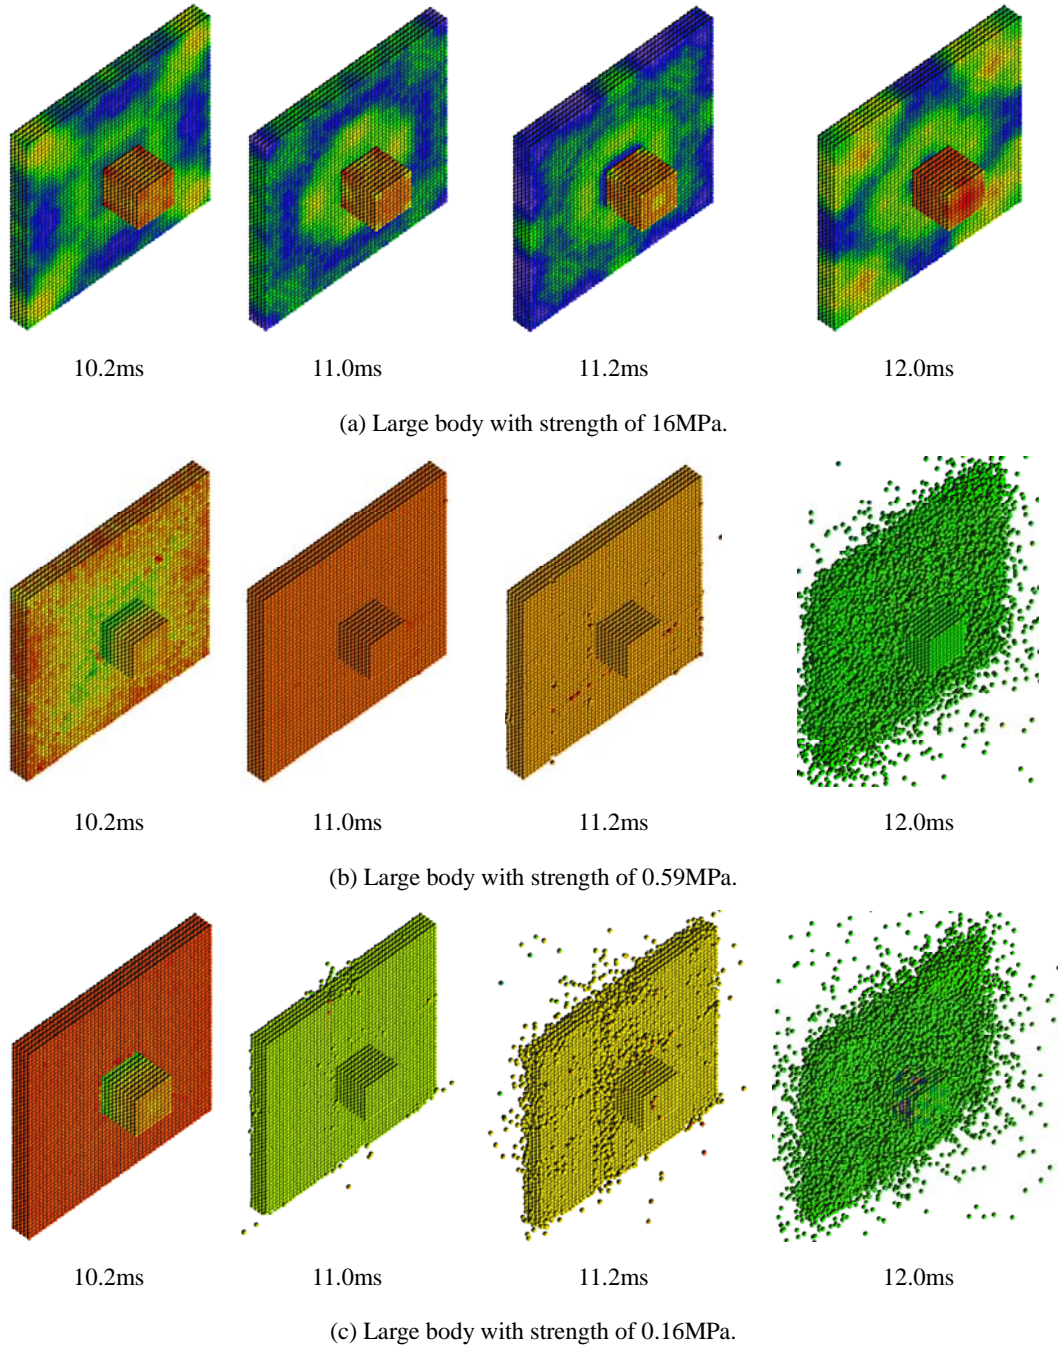 10.2ms 11.0ms 11.2ms 12.0ms
(a) Large body with strength of 16MPa.
10.2ms 11.0ms 11.2ms 12.0ms
(b) Large body with strength of 0.59MPa.
10.2ms 11.0ms 11.2ms 12.0ms
(c) Large body with strength of 0.16MPa.